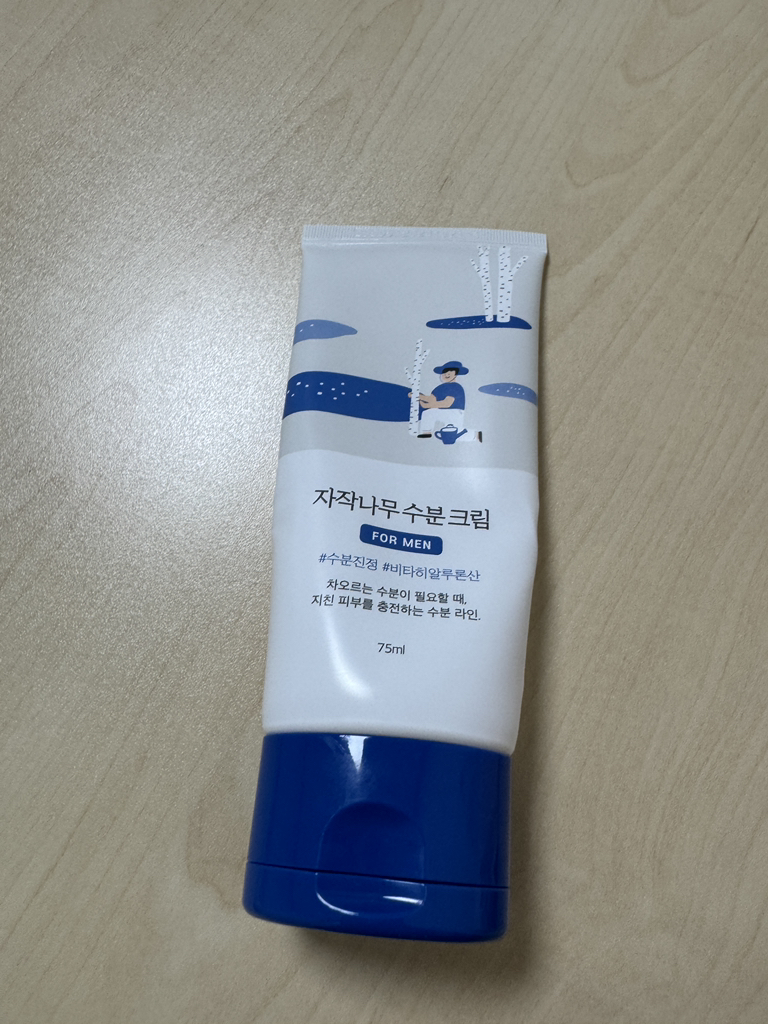 자작나무 수분 크림
FOR MEN
#수분진정 #비타히알루론산
차오르는 수분이 필요할 때,
지친 피부를 충전하는 수분 라인.
75ml